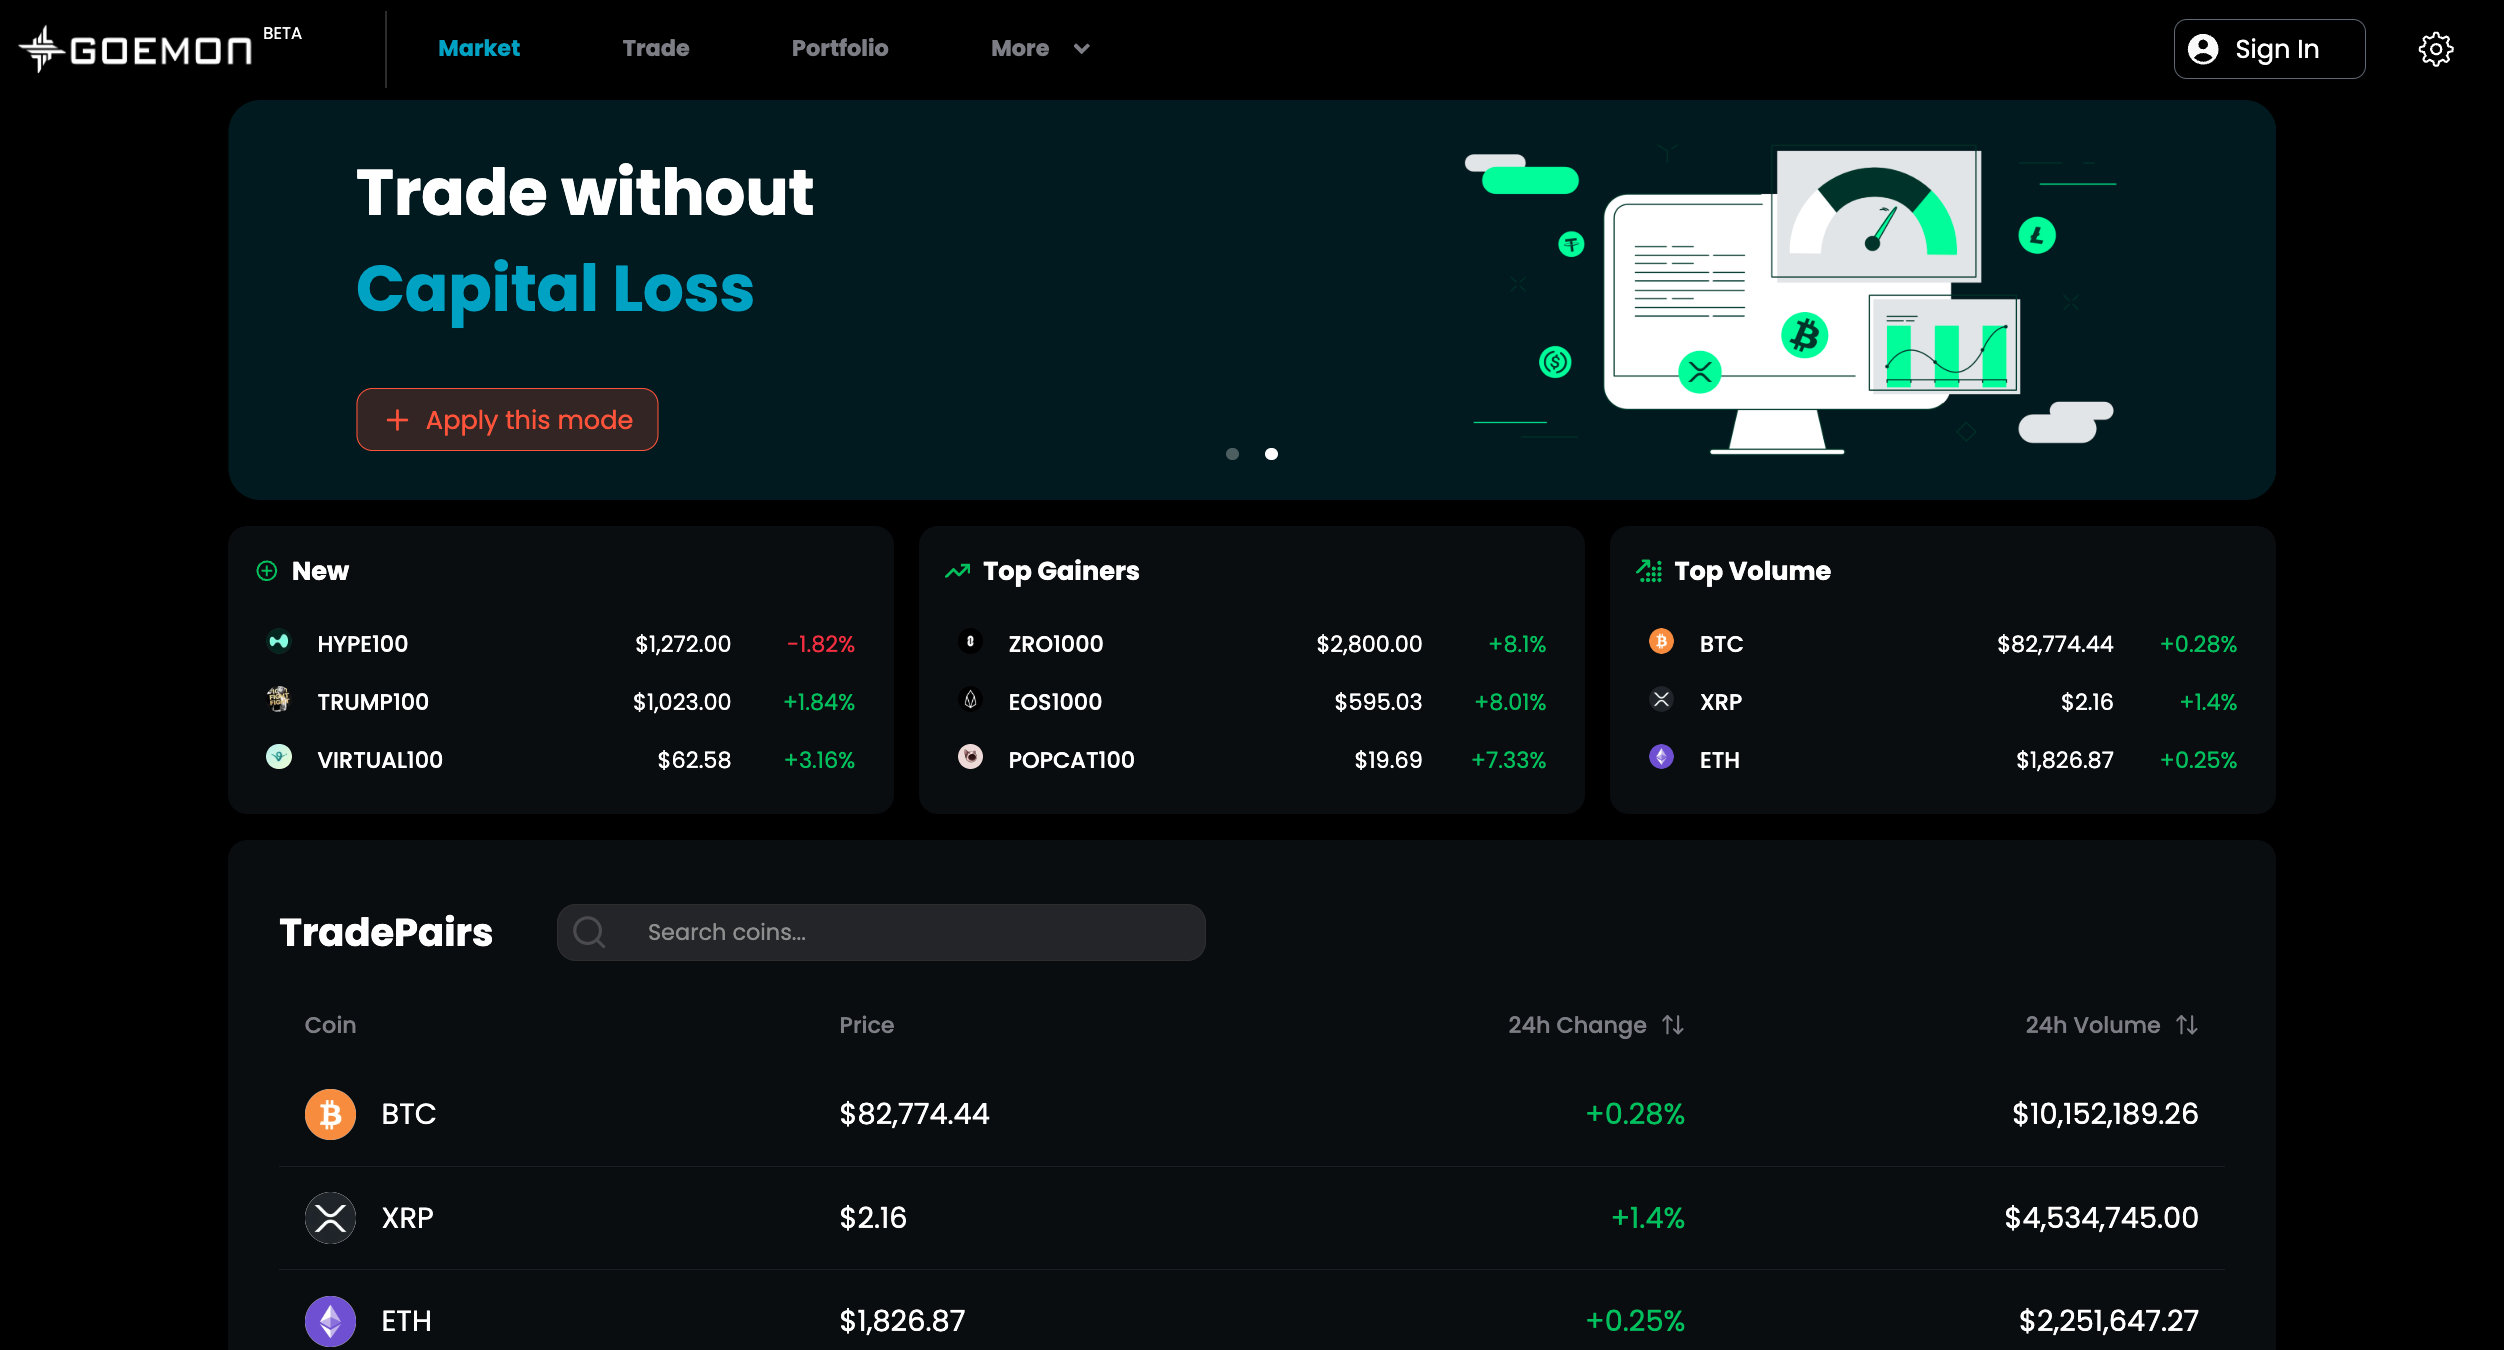 GOEMON BETA
Market Trade Portfolio More
Sign In
Trade without
Capital Loss
+ Apply this mode
New
HYPE100 $1,272.00 -1.82%
TRUMP100 $1,023.00 +1.84%
VIRTUAL100 $62.58 +3.16%
Top Gainers
ZRO1000 $2,800.00 +8.1%
EOS1000 $595.03 +8.01%
POPCAT100 $19.69 +7.33%
Top Volume
BTC $82,774.44 +0.28%
XRP $2.16 +1.4%
ETH $1,826.87 +0.25%
TradePairs
Search coins...
Coin Price 24h Change 24h Volume
BTC $82,774.44 +0.28% $10,152,189.26
XRP $2.16 +1.4% $4,534,745.00
ETH $1,826.87 +0.25% $2,251,647.27